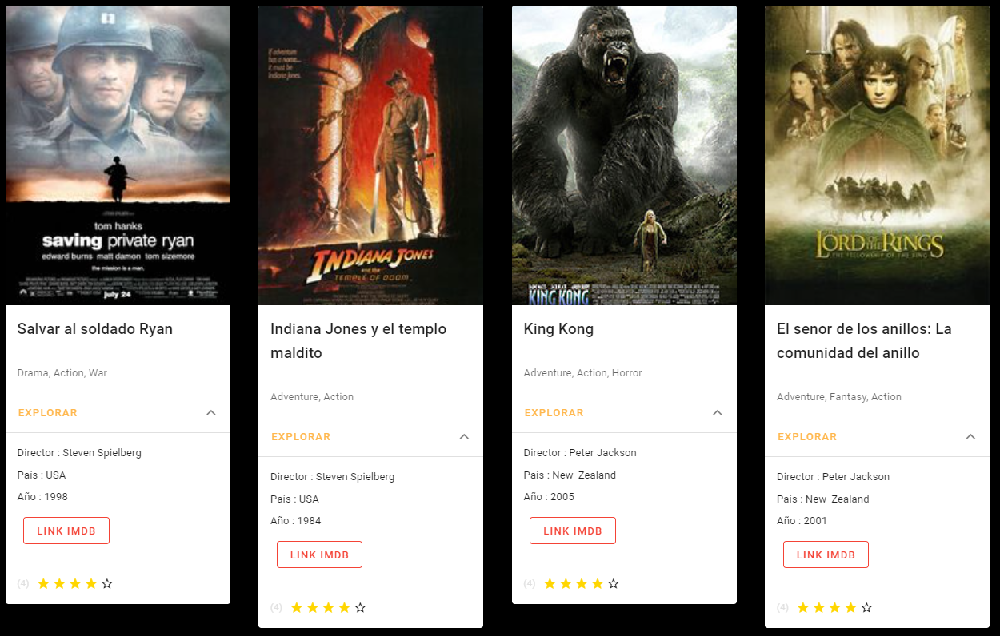 tom hanks
saving private ryan
edward burns matt damon tom sizemore
the mission is a man.
july 24
Salvar al soldado Ryan
Drama, Action, War
EXPLORAR
Director : Steven Spielberg
País : USA
Año : 1998
LINK IMDB
(4)
If adventure
has a name...
it must be
Indiana Jones.
INDIANA JONES
and the
TEMPLE OF DOOM
Indiana Jones y el templo
maldito
Adventure, Action
EXPLORAR
Director : Steven Spielberg
País : USA
Año : 1984
LINK IMDB
(4)
KING KONG
King Kong
Adventure, Action, Horror
EXPLORAR
Director : Peter Jackson
País : New_Zealand
Año : 2005
LINK IMDB
(4)
THE LORD OF THE RINGS
THE FELLOWSHIP OF THE RING
El senor de los anillos: La
comunidad del anillo
Adventure, Fantasy, Action
EXPLORAR
Director : Peter Jackson
País : New_Zealand
Año : 2001
LINK IMDB
(4)